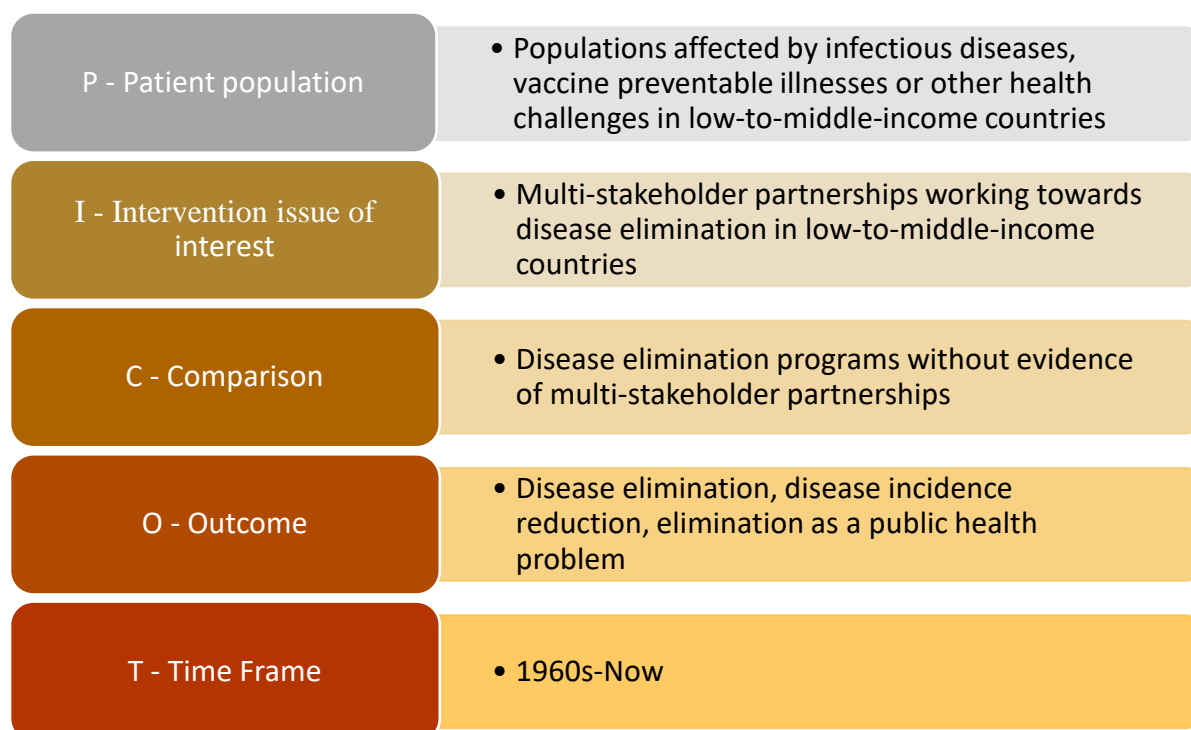 P - Patient population
• Populations affected by infectious diseases,
vaccine preventable illnesses or other health
challenges in low-to-middle-income countries
I - Intervention issue of
interest
• Multi-stakeholder partnerships working towards
disease elimination in low-to-middle-income
countries
C - Comparison
• Disease elimination programs without evidence
of multi-stakeholder partnerships
O - Outcome
• Disease elimination, disease incidence
reduction, elimination as a public health
problem
T - Time Frame
• 1960s-Now